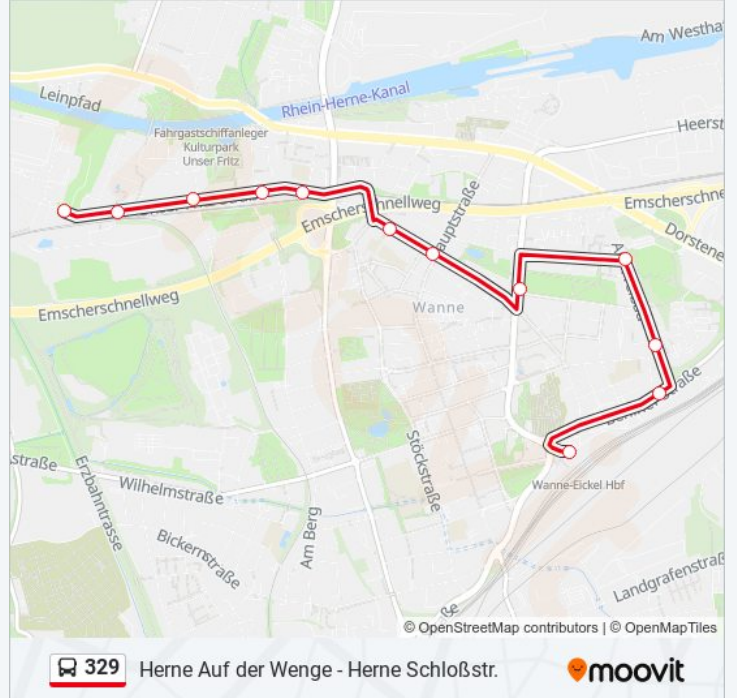 Am Westha
Leinpfad
Rhein-Herne-Kanal
Heerst
Fahrgastschiffanleger
Kulturpark
Unser Fritz
Emscherschnellweg
Emscherschne
Dorstene
Hauptstraße
Emscherschnellweg
Wanne
Stöckstraße
straße
Erzbahntrasse
Wilhelmstraße
Bickernstraße
Am Berg
Wanne-Eickel Hbf
Landgrafenstraß
ße
© OpenStreetMap contributors | © OpenMapTiles
329 Herne Auf der Wenge - Herne Schloßstr.
moovit